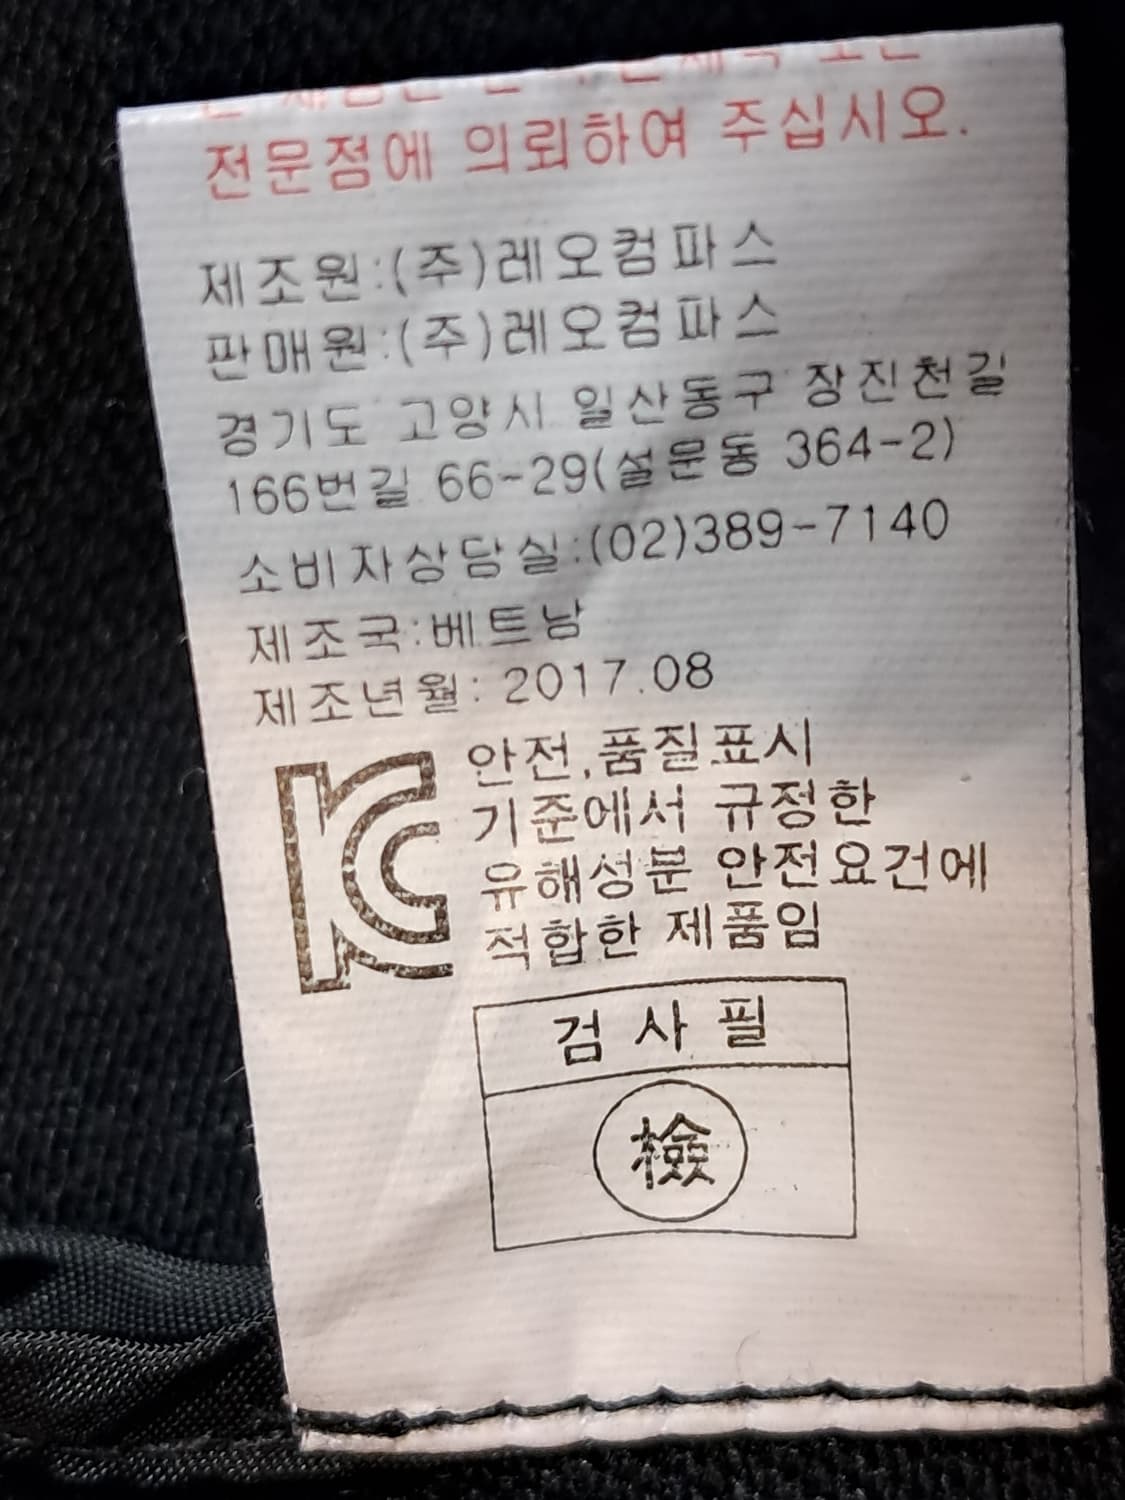 전문점에 의뢰하여 주십시오.
제조원:(주)레오컴파스
판매원:(주)레오컴파스
경기도 고양시 일산동구 장진천길
166번길 66-29(설문동 364-2)
소비자상담실:(02)389-7140
제조국:베트남
제조년월: 2017.08
KC
안전,품질표시
기준에서 규정한
유해성분 안전요건에
적합한 제품임
검사필
檢